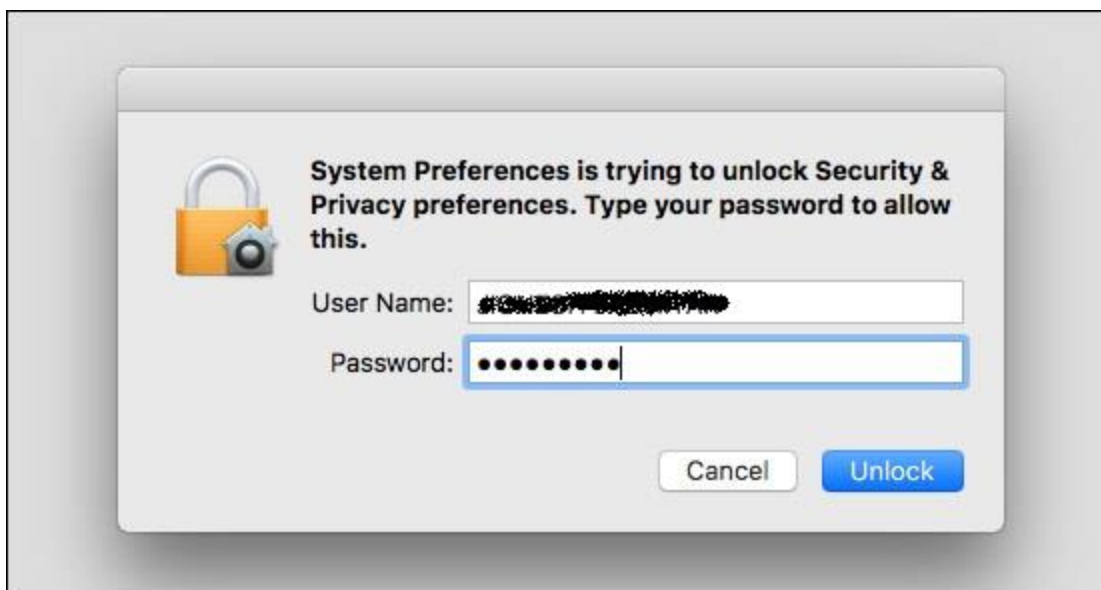 System Preferences is trying to unlock Security &
Privacy preferences. Type your password to allow
this.
User Name:
Password: ●●●●●●●●●
Cancel Unlock